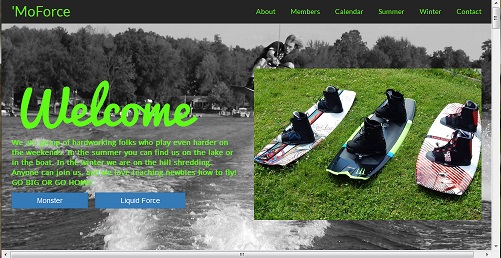 'MoForce
About Members Calendar Summer Winter Contact
Welcome
We are a group of hardworking folks who play even harder on
the weekends. In the summer you can find us on the lake or
in the boat. In the winter we are on the hill shredding.
Anyone can join us, and we love teaching newbies how to fly!
GO BIG OR GO HOME!
Monster Liquid Force